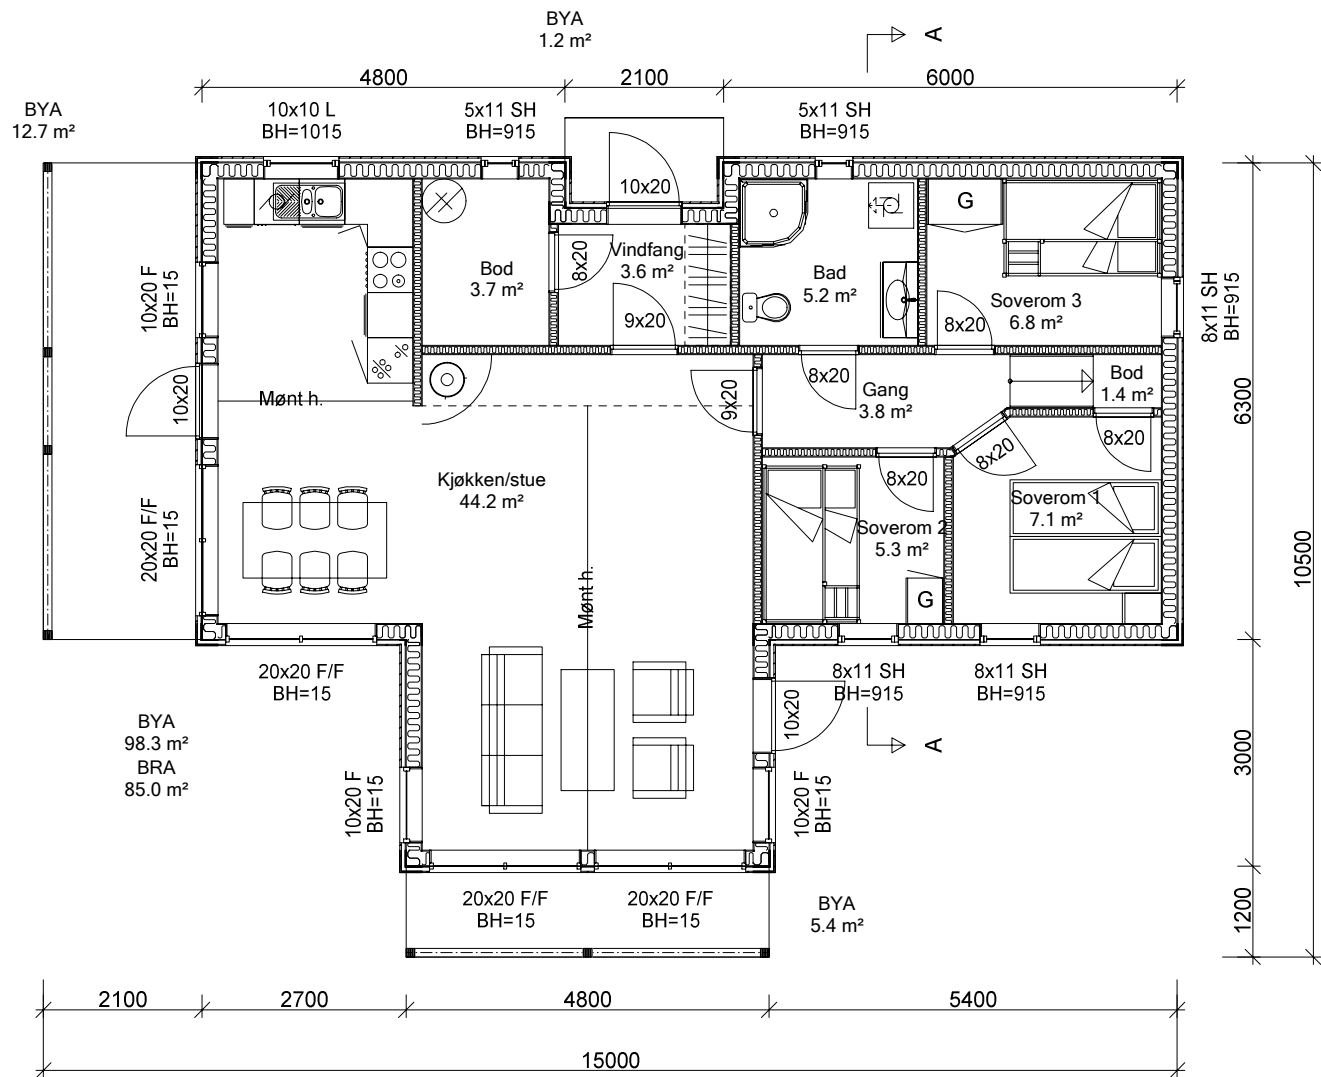 BYA
1.2 m²
A
4800
2100
6000
BYA
12.7 m²
10x10 L
BH=1015
5x11 SH
BH=915
5x11 SH
BH=915
10x20
G
Vindfang
3.6 m²
8x20
Bod
3.7 m²
Bad
5.2 m²
Soverom 3
6.8 m²
10x20 F
BH=15
8x11 SH
BH=915
9x20
8x20
10x20
Mønt h.
9x20
8x20
Gang
3.8 m²
Bod
1.4 m²
6300
8x20
8x20
Kjøkken/stue
44.2 m²
8x20
Soverom 1
7.1 m²
20x20 F/F
BH=15
Soverom 2
5.3 m²
10500
Mønt h.
G
20x20 F/F
BH=15
8x11 SH
BH=915
8x11 SH
BH=915
10x20
A
BYA
98.3 m²
BRA
85.0 m²
3000
10x20 F
BH=15
10x20 F
BH=15
20x20 F/F
BH=15
20x20 F/F
BH=15
BYA
5.4 m²
1200
2100
2700
4800
5400
15000